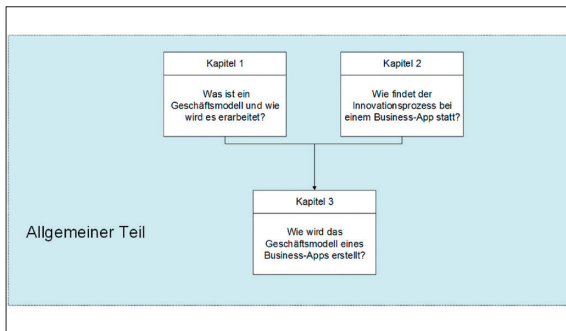 Kapitel 1
Was ist ein
Geschäftsmodell und wie
wird es erarbeitet?
Kapitel 2
Wie findet der
Innovationsprozess bei
einem Business-App statt?
Kapitel 3
Wie wird das
Geschäftsmodell eines
Business-Apps erstellt?
Allgemeiner Teil